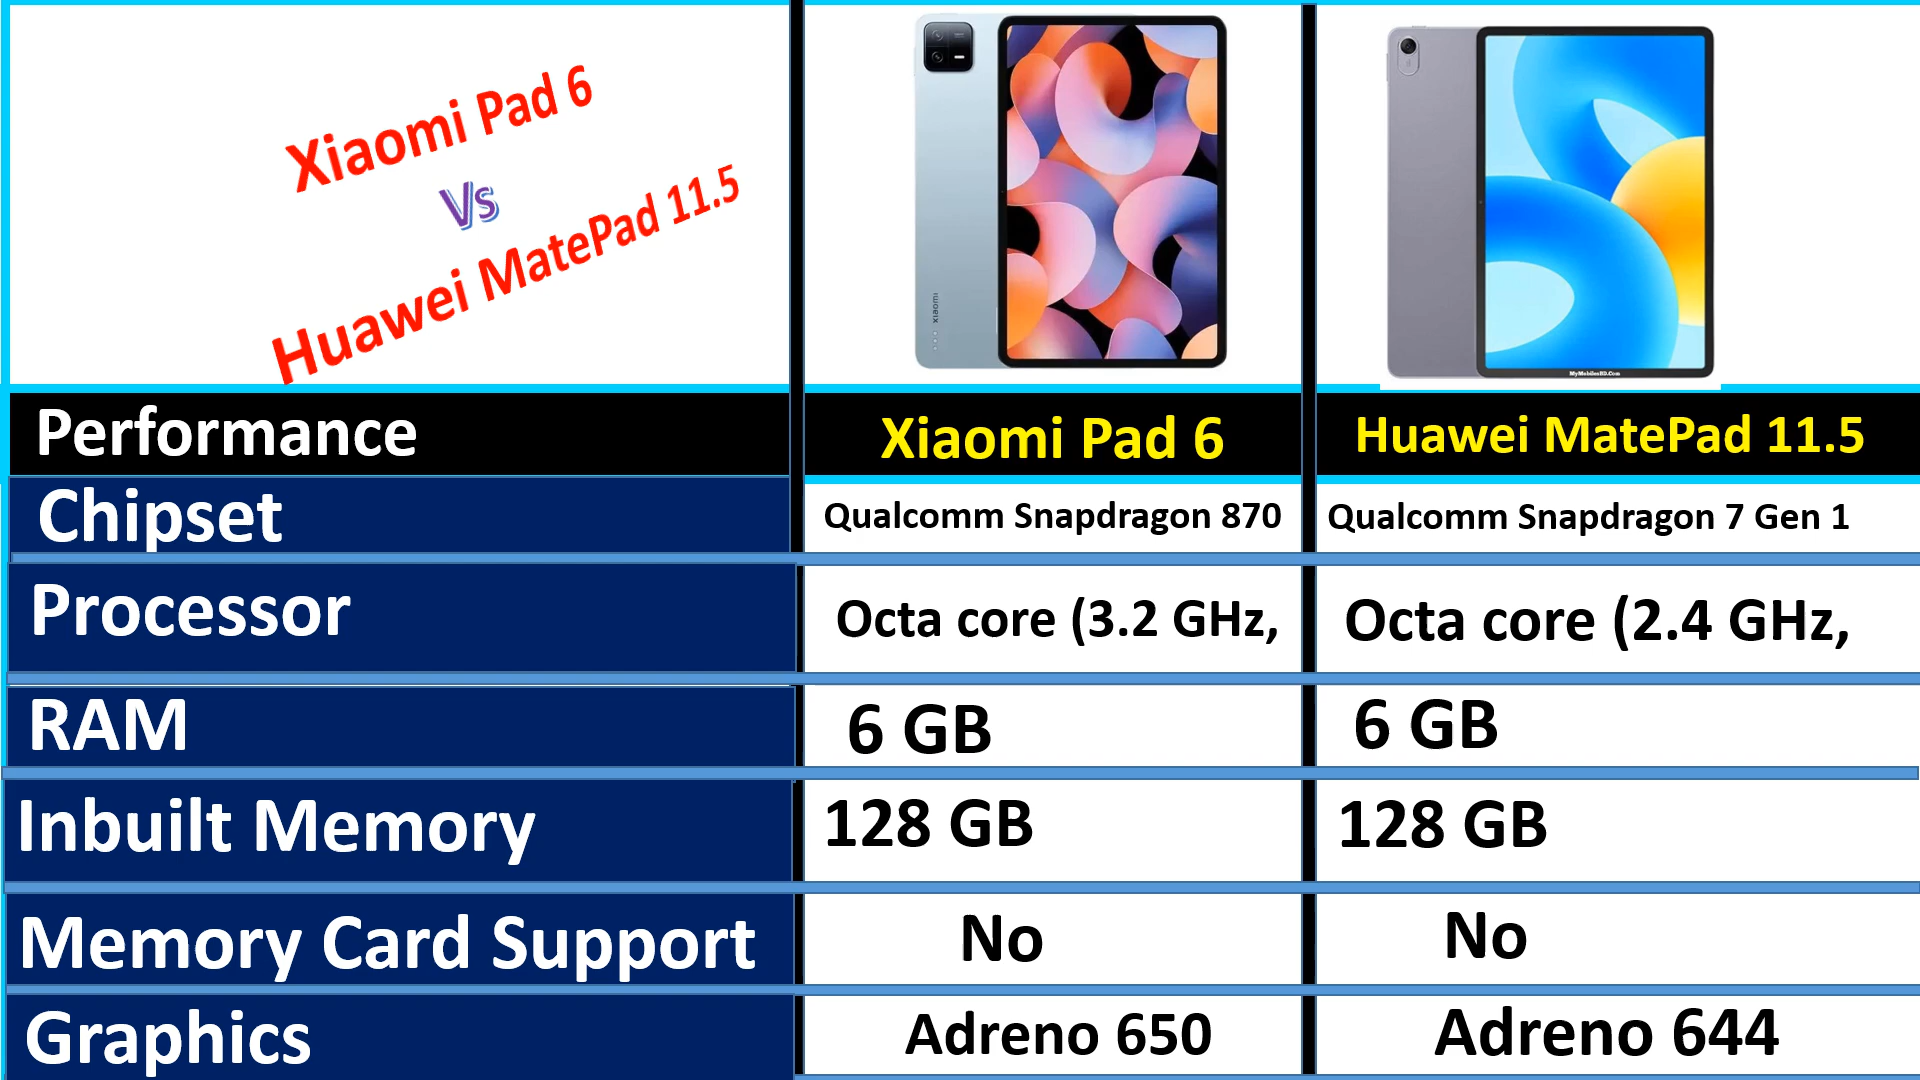 Xiaomi Pad 6
Vs
Huawei MatePad 11.5
xiaomi
MyMobilesBD.Com
Performance
Xiaomi Pad 6
Huawei MatePad 11.5
Chipset
Qualcomm Snapdragon 870
Qualcomm Snapdragon 7 Gen 1
Processor
Octa core (3.2 GHz,
Octa core (2.4 GHz,
RAM
6 GB
6 GB
Inbuilt Memory
128 GB
128 GB
Memory Card Support
No
No
Graphics
Adreno 650
Adreno 644